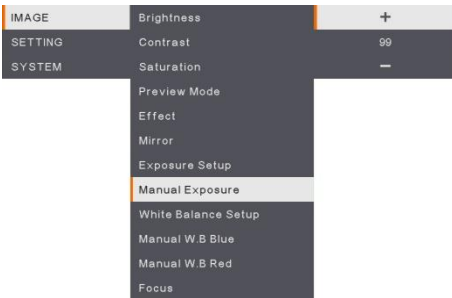 IMAGE
SETTING
SYSTEM
Brightness
Contrast
Saturation
Preview Mode
Effect
Mirror
Exposure Setup
Manual Exposure
White Balance Setup
Manual W.B Blue
Manual W.B Red
Focus
+
99
−